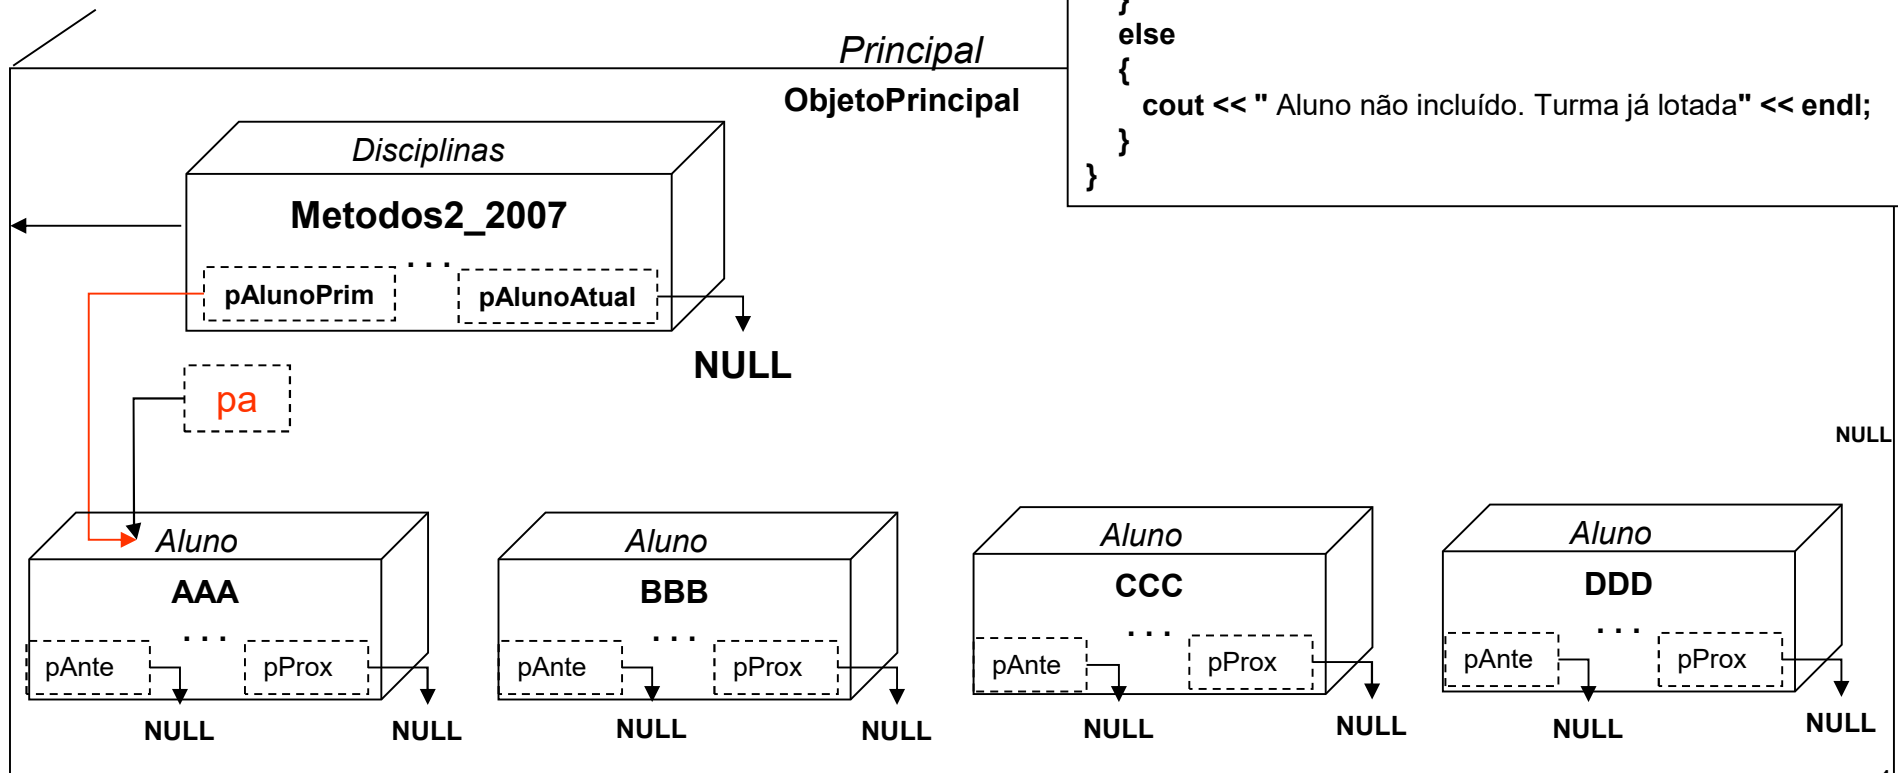 }
else
{
cout << " Aluno não incluído. Turma já lotada" << endl;
}
}
Principal
ObjetoPrincipal
Disciplinas
Metodos2_2007
. . .
pAlunoPrim
pAlunoAtual
NULL
pa
NULL
Aluno
AAA
. . .
pAnte
pProx
NULL
NULL
Aluno
BBB
. . .
pAnte
pProx
NULL
NULL
Aluno
CCC
. . .
pAnte
pProx
NULL
NULL
Aluno
DDD
. . .
pAnte
pProx
NULL
NULL